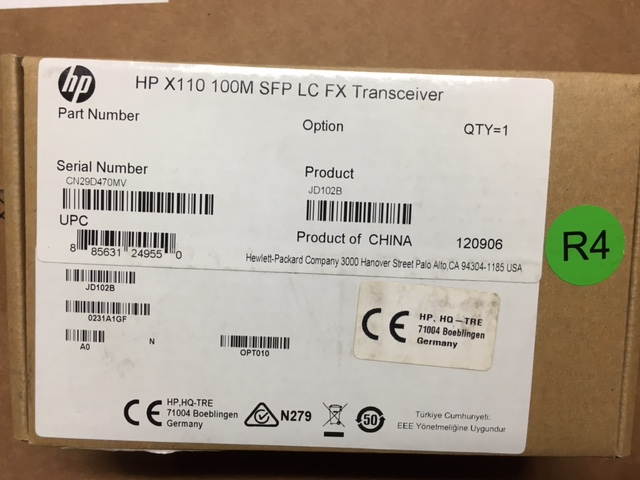 hp
HP X110 100M SFP LC FX Transceiver
Part Number
Option
QTY=1
Serial Number
CN29D470MV
Product
JD102B
UPC
8 85631 24955 0
Product of CHINA
120906
Hewlett-Packard Company 3000 Hanover Street Palo Alto,CA 94304-1185 USA
R4
JD102B
0231A1GF
A0
N
OPT010
CE
HP, HQ-TRE
71004 Boeblingen
Germany
CE
HP,HQ-TRE
71004 Boeblingen
Germany
N279
50
Türkiye Cumhuriyeti:
EEE Yönetmeliğine Uygundur